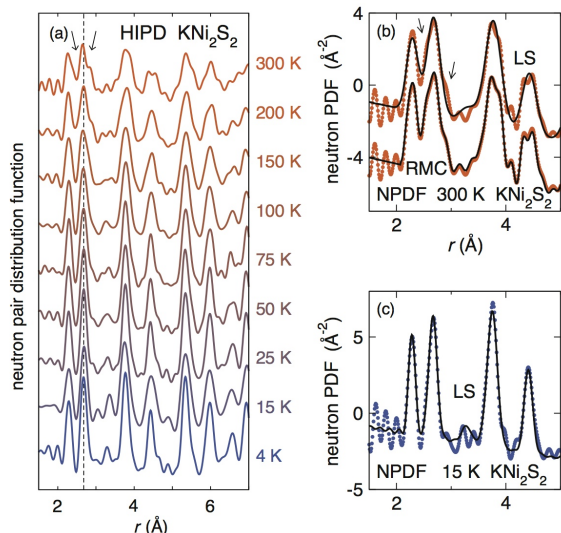 (a) HIPD KNi₂S₂
300 K
200 K
150 K
100 K
75 K
50 K
25 K
15 K
4 K
neutron pair distribution function
2 3 4 5 6
r (Å)
(b)
4
0
-4
neutron PDF (Å⁻²)
LS
RMC
NPDF 300 K KNi₂S₂
2 4
r (Å)
(c)
5
0
-5
neutron PDF (Å⁻²)
LS
NPDF 15 K KNi₂S₂
2 4
r (Å)